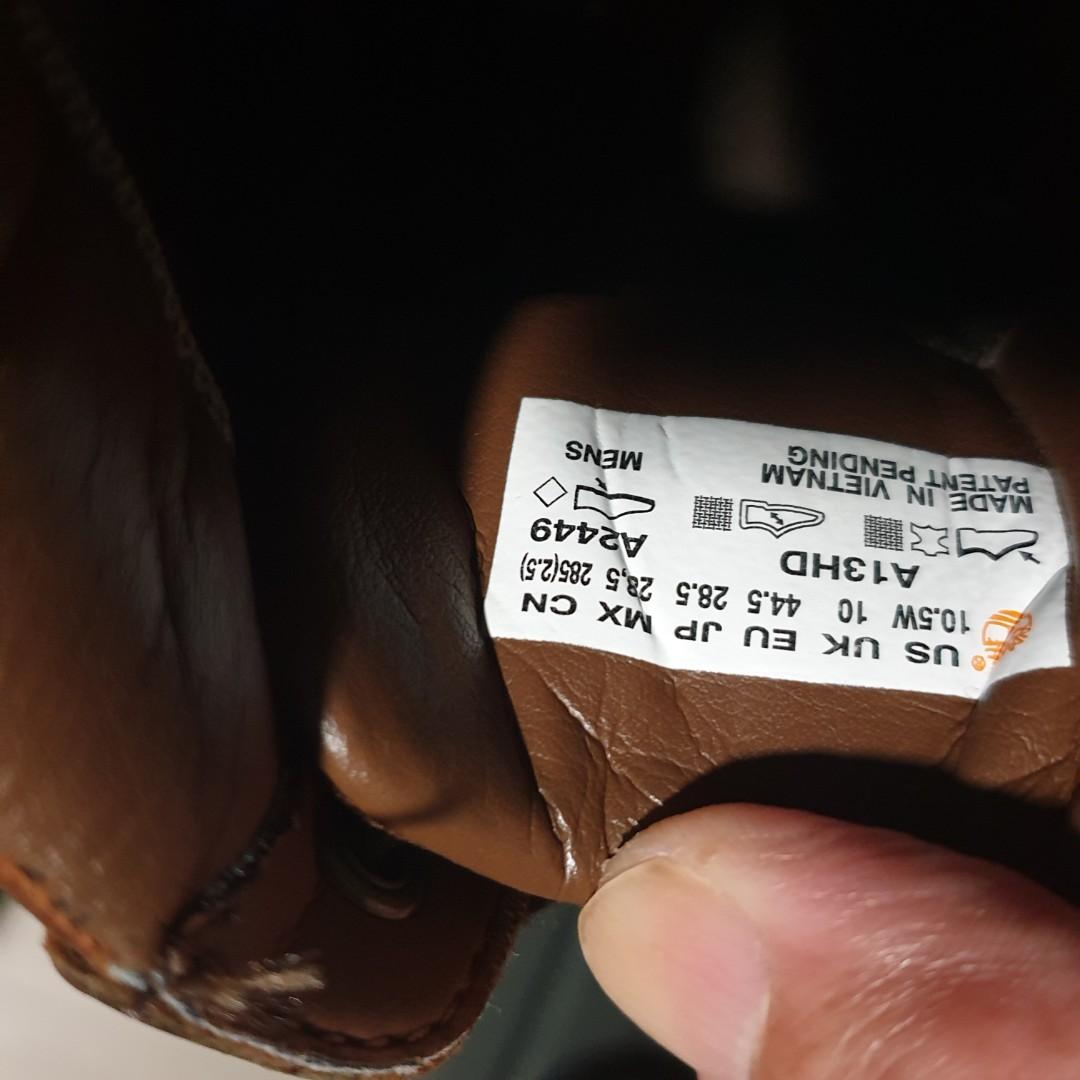 US UK EU JP MX CN
10.5W 10 44.5 28.5 28.5 285(2.5)
A13HD A2449
MADE IN VIETNAM MENS
PATENT PENDING